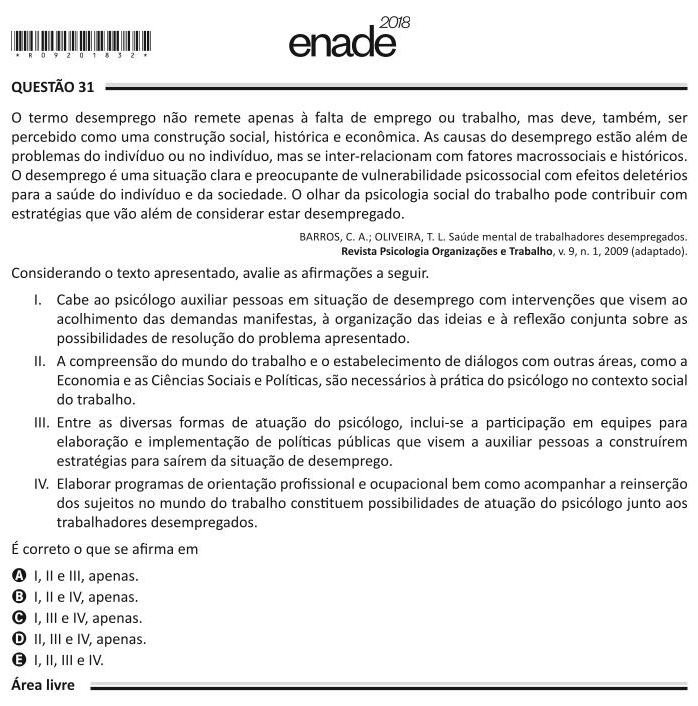 2018
enade
* R 0 9 2 0 1 8 3 2 *
QUESTÃO 31
O termo desemprego não remete apenas à falta de emprego ou trabalho, mas deve, também, ser
percebido como uma construção social, histórica e econômica. As causas do desemprego estão além de
problemas do indivíduo ou no indivíduo, mas se inter-relacionam com fatores macrossociais e históricos.
O desemprego é uma situação clara e preocupante de vulnerabilidade psicossocial com efeitos deletérios
para a saúde do indivíduo e da sociedade. O olhar da psicologia social do trabalho pode contribuir com
estratégias que vão além de considerar estar desempregado.
BARROS, C. A.; OLIVEIRA, T. L. Saúde mental de trabalhadores desempregados.
Revista Psicologia Organizações e Trabalho, v. 9, n. 1, 2009 (adaptado).
Considerando o texto apresentado, avalie as afirmações a seguir.
I. Cabe ao psicólogo auxiliar pessoas em situação de desemprego com intervenções que visem ao
acolhimento das demandas manifestas, à organização das ideias e à reflexão conjunta sobre as
possibilidades de resolução do problema apresentado.
II. A compreensão do mundo do trabalho e o estabelecimento de diálogos com outras áreas, como a
Economia e as Ciências Sociais e Políticas, são necessários à prática do psicólogo no contexto social
do trabalho.
III. Entre as diversas formas de atuação do psicólogo, inclui-se a participação em equipes para
elaboração e implementação de políticas públicas que visem a auxiliar pessoas a construírem
estratégias para saírem da situação de desemprego.
IV. Elaborar programas de orientação profissional e ocupacional bem como acompanhar a reinserção
dos sujeitos no mundo do trabalho constituem possibilidades de atuação do psicólogo junto aos
trabalhadores desempregados.
É correto o que se afirma em
A I, II e III, apenas.
B I, II e IV, apenas.
C I, III e IV, apenas.
D II, III e IV, apenas.
E I, II, III e IV.
Área livre